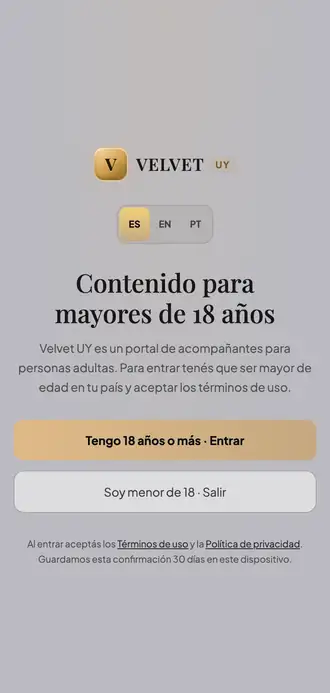 V VELVET UY
ES EN PT
Contenido para
mayores de 18 años
Velvet UY es un portal de acompañantes para
personas adultas. Para entrar tenés que ser mayor de
edad en tu país y aceptar los términos de uso.
Tengo 18 años o más · Entrar
Soy menor de 18 · Salir
Al entrar aceptás los Términos de uso y la Política de privacidad.
Guardamos esta confirmación 30 días en este dispositivo.